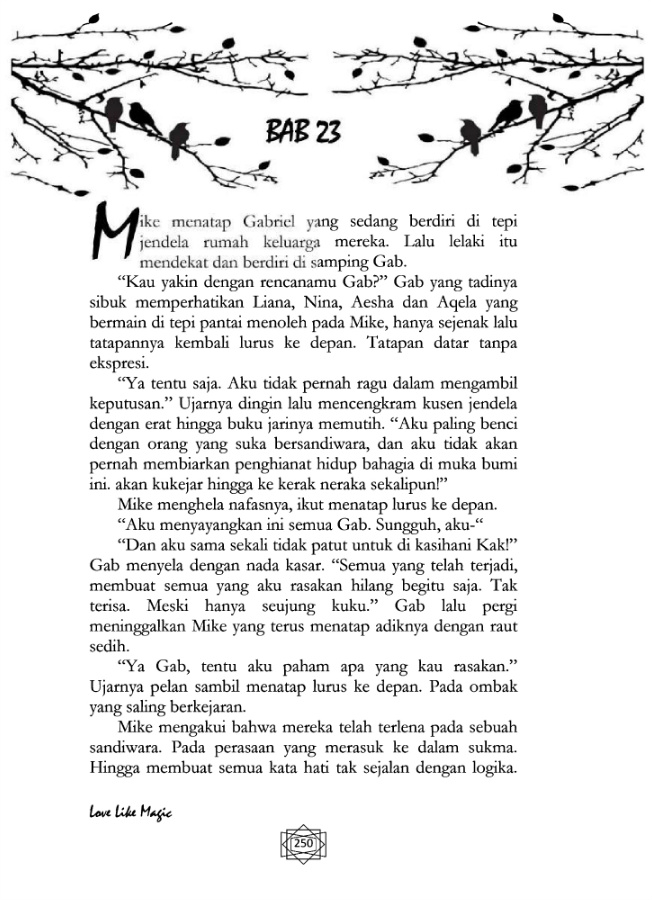 BAB 23
Mike menatap Gabriel yang sedang berdiri di tepi
jendela rumah keluarga mereka. Lalu lelaki itu
mendekat dan berdiri di samping Gab.
“Kau yakin dengan rencanamu Gab?” Gab yang tadinya
sibuk memperhatikan Liana, Nina, Aesha dan Aqela yang
bermain di tepi pantai menoleh pada Mike, hanya sejenak lalu
tatapannya kembali lurus ke depan. Tatapan datar tanpa
ekspresi.
“Ya tentu saja. Aku tidak pernah ragu dalam mengambil
keputusan.” Ujarnya dingin lalu mencengkram kusen jendela
dengan erat hingga buku jarinya memutih. “Aku paling benci
dengan orang yang suka bersandiwara, dan aku tidak akan
pernah membiarkan penghianat hidup bahagia di muka bumi
ini. akan kukejar hingga ke kerak neraka sekalipun!”
Mike menghela nafasnya, ikut menatap lurus ke depan.
“Aku menyayangkan ini semua Gab. Sungguh, aku-“
“Dan aku sama sekali tidak patut untuk di kasihani Kak!”
Gab menyela dengan nada kasar. “Semua yang telah terjadi,
membuat semua yang aku rasakan hilang begitu saja. Tak
terisa. Meski hanya seujung kuku.” Gab lalu pergi
meninggalkan Mike yang terus menatap adiknya dengan raut
sedih.
“Ya Gab, tentu aku paham apa yang kau rasakan.”
Ujarnya pelan sambil menatap lurus ke depan. Pada ombak
yang saling berkejaran.
Mike mengakui bahwa mereka telah terlena pada sebuah
sandiwara. Pada perasaan yang merasuk ke dalam sukma.
Hingga membuat semua kata hati tak sejalan dengan logika.
Love Like Magic
250